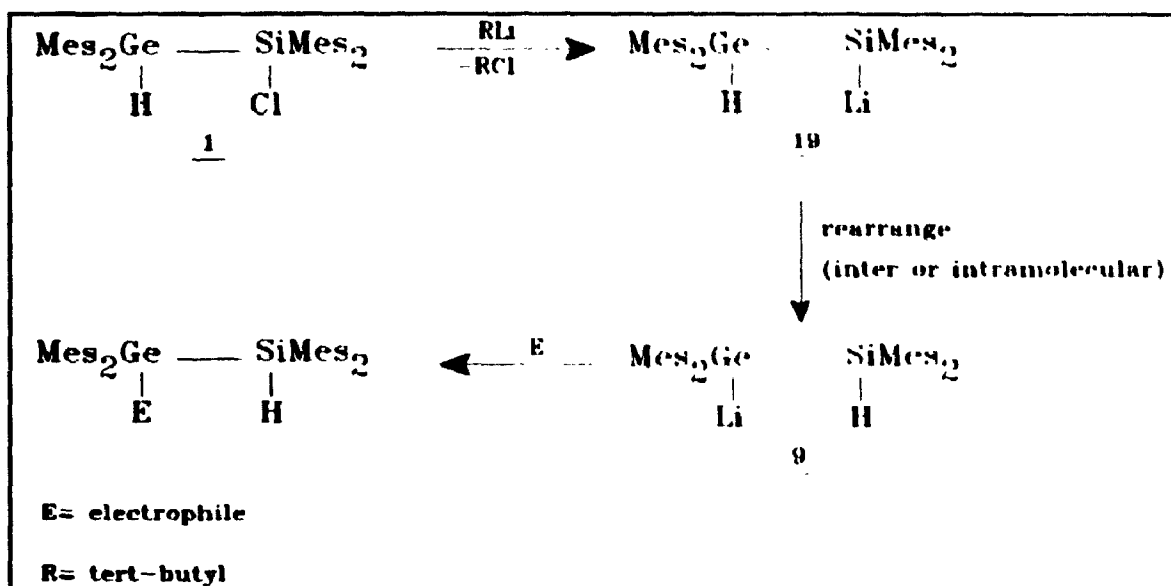 Mes2Ge — SiMes2 RLi Mes2Ge SiMes2
-RCl
H Cl H Li
1 19
rearrange
(inter or intramolecular)
Mes2Ge — SiMes2 E Mes2Ge SiMes2
E H Li H
9
E= electrophile
R= tert-butyl